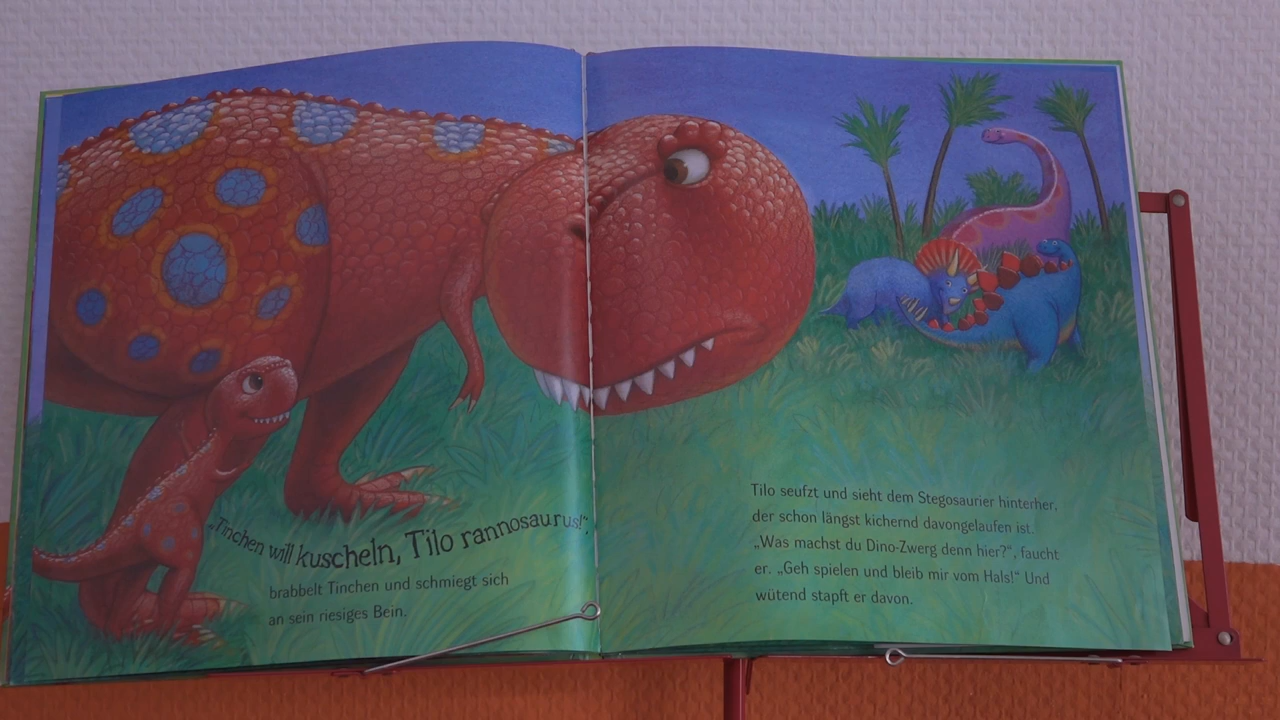 „Tinchen will kuscheln, Tilo rannosaurus!“,
brabbelt Tinchen und schmiegt sich
an sein riesiges Bein.
Tilo seufzt und sieht dem Stegosaurier hinterher,
der schon längst kichernd davongelaufen ist.
„Was machst du Dino-Zwerg denn hier?“, faucht
er. „Geh spielen und bleib mir vom Hals!“ Und
wütend stapft er davon.